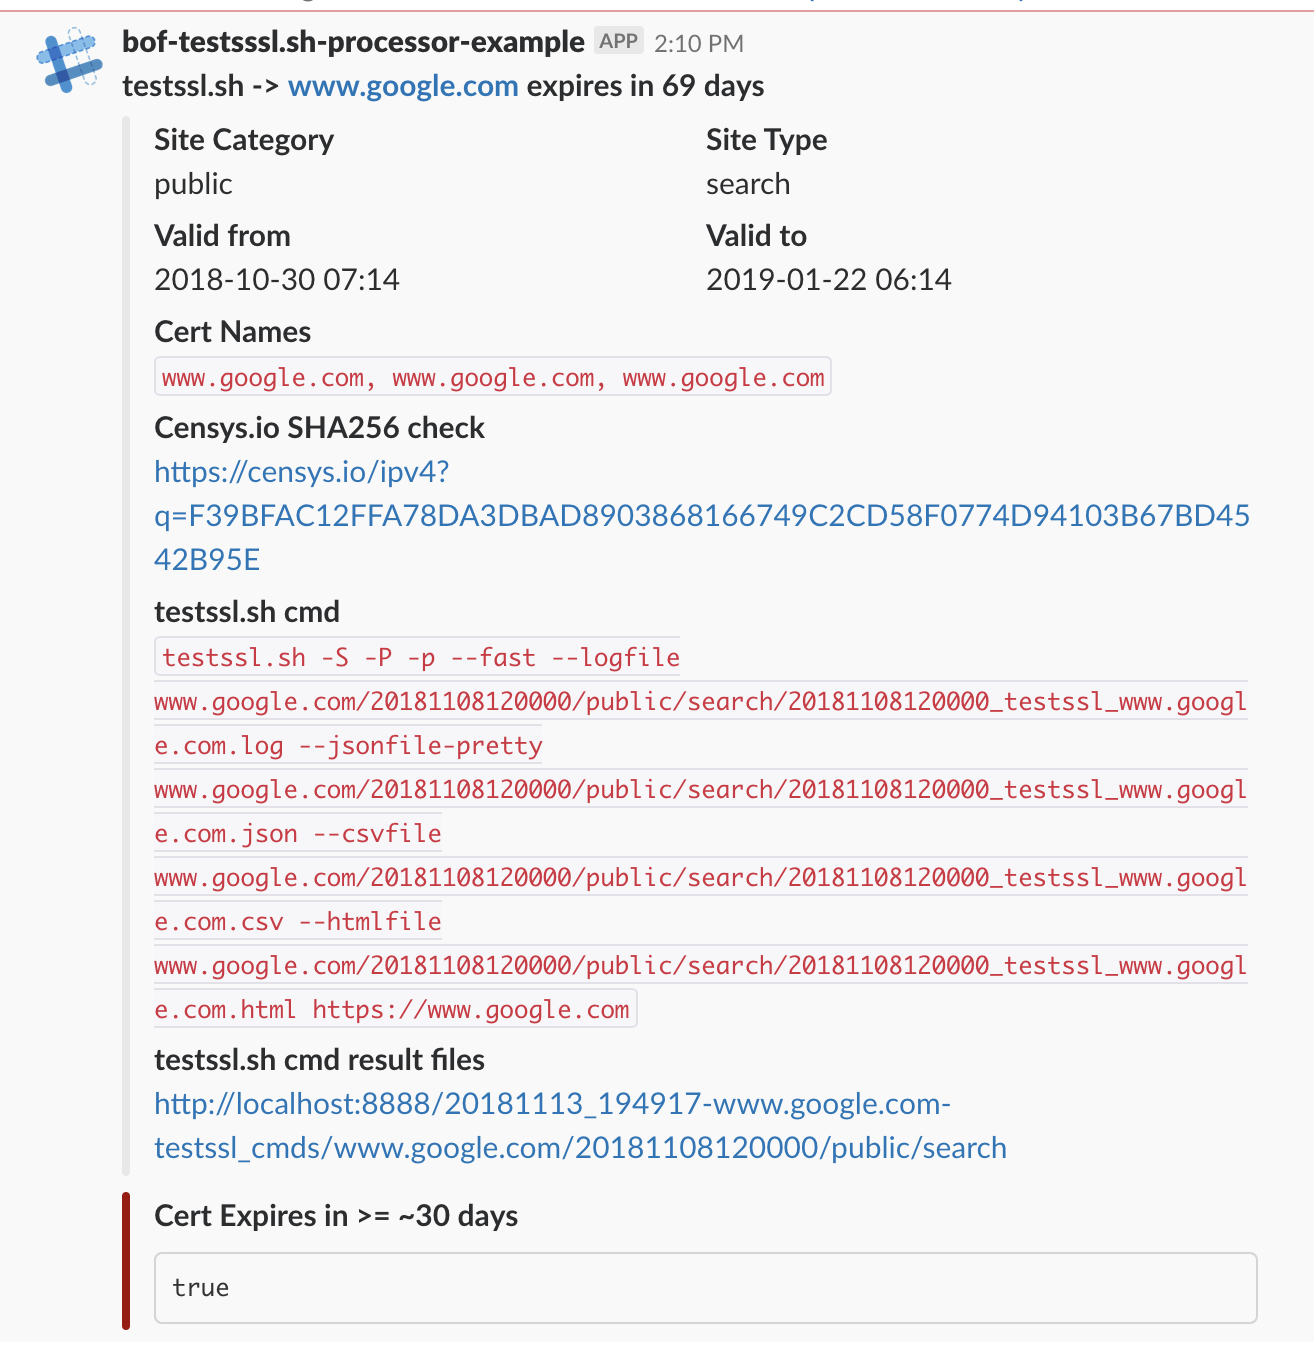 bof-testsssl.sh-processor-example APP 2:10 PM
testssl.sh -> www.google.com expires in 69 days
Site Category Site Type
public search
Valid from Valid to
2018-10-30 07:14 2019-01-22 06:14
Cert Names
www.google.com, www.google.com, www.google.com
Censys.io SHA256 check
https://censys.io/ipv4?
q=F39BFAC12FFA78DA3DBAD8903868166749C2CD58F0774D94103B67BD45
42B95E
testssl.sh cmd
testssl.sh -S -P -p --fast --logfile
www.google.com/20181108120000/public/search/20181108120000_testssl_www.googl
e.com.log --jsonfile-pretty
www.google.com/20181108120000/public/search/20181108120000_testssl_www.googl
e.com.json --csvfile
www.google.com/20181108120000/public/search/20181108120000_testssl_www.googl
e.com.csv --htmlfile
www.google.com/20181108120000/public/search/20181108120000_testssl_www.googl
e.com.html https://www.google.com
testssl.sh cmd result files
http://localhost:8888/20181113_194917-www.google.com-
testssl_cmds/www.google.com/20181108120000/public/search
Cert Expires in >= ~30 days
true